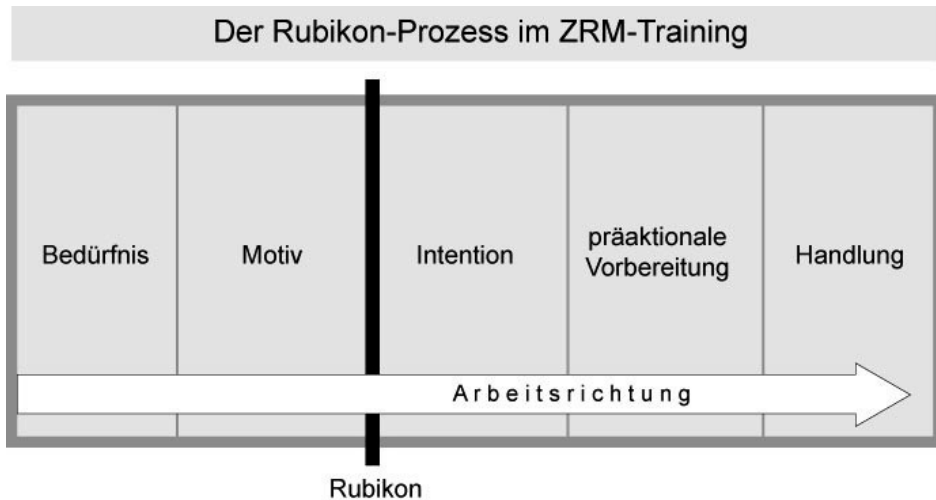 Der Rubikon-Prozess im ZRM-Training
Bedürfnis
Motiv
Intention
präaktionale
Vorbereitung
Handlung
Arbeitsrichtung
Rubikon